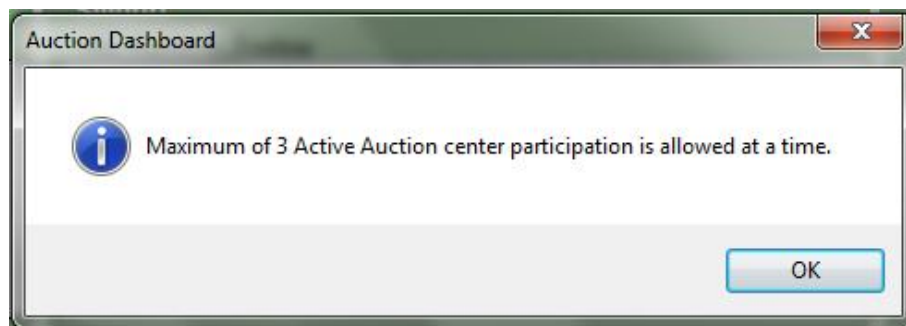 Auction Dashboard
Maximum of 3 Active Auction center participation is allowed at a time.
OK